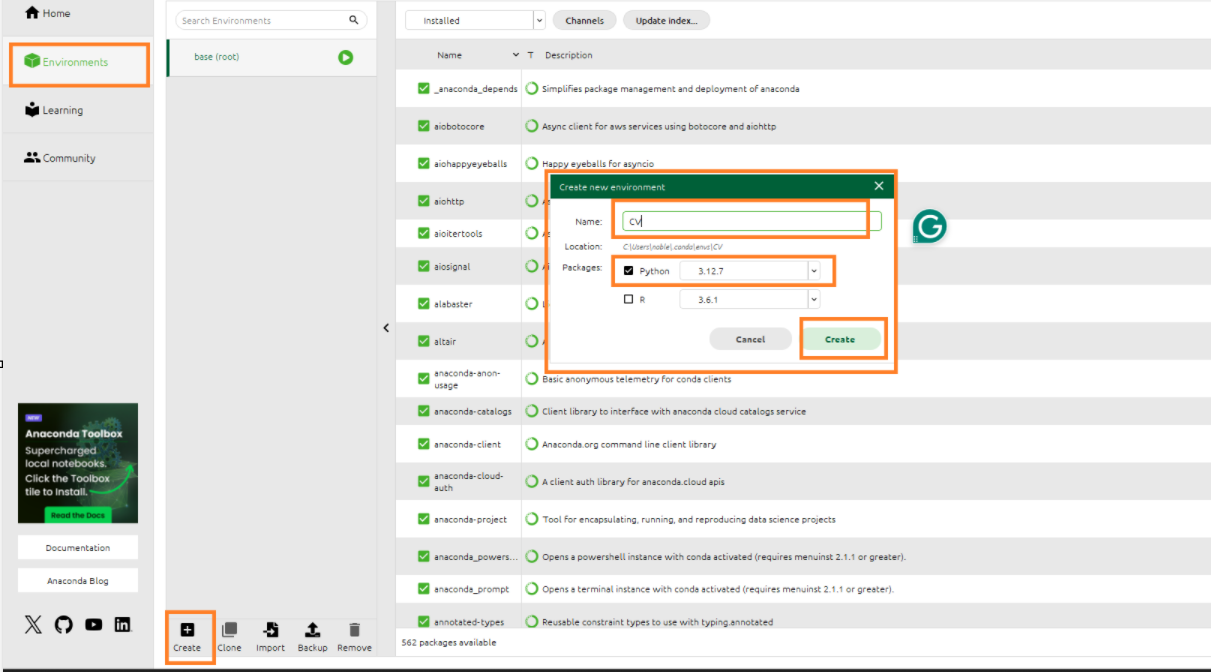 Home
Environments
Learning
Community
NEW
Anaconda Toolbox
Supercharged
local notebooks.
Click the Toolbox
tile to Install.
Read the Docs
Documentation
Anaconda Blog
Search Environments
base (root)
Create
Clone
Import
Backup
Remove
Installed
Channels
Update index...
Name
T
Description
_anaconda_depends
Simplifies package management and deployment of anaconda
aiobotocore
Async client for aws services using botocore and aiohttp
aiohappyeyeballs
Happy eyeballs for asyncio
aiohttp
aioitertools
aiosignal
alabaster
altair
anaconda-anon-
usage
Basic anonymous telemetry for conda clients
anaconda-catalogs
Client library to interface with anaconda cloud catalogs service
anaconda-client
Anaconda.org command line client library
anaconda-cloud-
auth
A client auth library for anaconda.cloud apis
anaconda-project
Tool for encapsulating, running, and reproducing data science projects
anaconda_powers...
Opens a powershell instance with conda activated (requires menuinst 2.1.1 or greater).
anaconda_prompt
Opens a terminal instance with conda activated (requires menuinst 2.1.1 or greater).
annotated-types
Reusable constraint types to use with typing.annotated
562 packages available
Create new environment
Name:
CV
Location:
C:\Users\noble\.conda\envs\CV
Packages:
Python
3.12.7
R
3.6.1
Cancel
Create